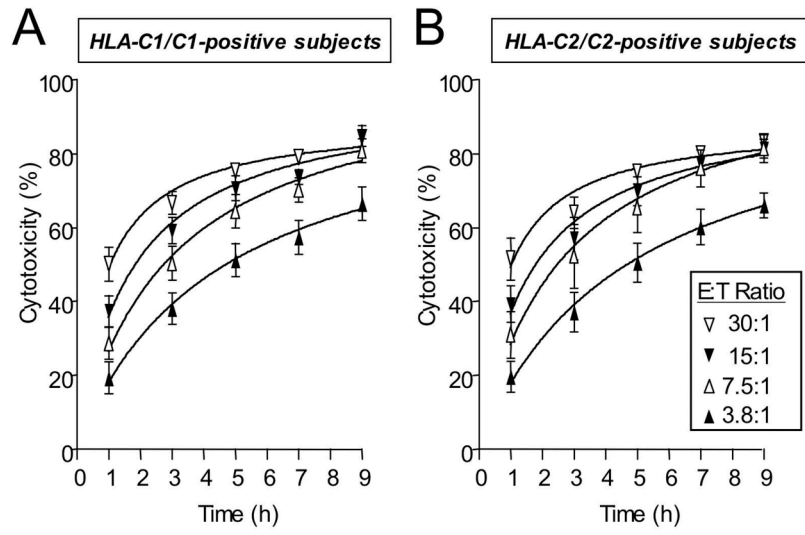 A
HLA-C1/C1-positive subjects
Cytotoxicity (%)
100
80
60
40
20
0
0 1 2 3 4 5 6 7 8 9
Time (h)
B
HLA-C2/C2-positive subjects
Cytotoxicity (%)
100
80
60
40
20
0
0 1 2 3 4 5 6 7 8 9
Time (h)
E:T Ratio
30:1
15:1
7.5:1
3.8:1